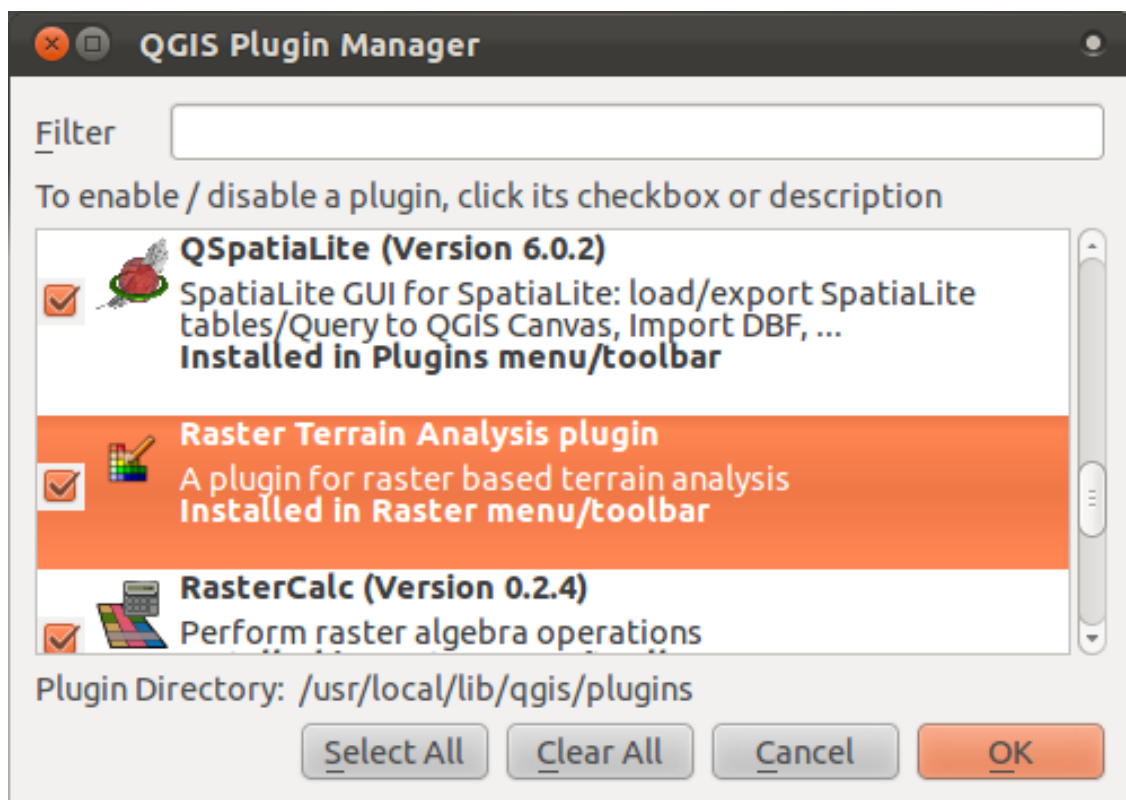 QGIS Plugin Manager
Filter
To enable / disable a plugin, click its checkbox or description
QSpatiaLite (Version 6.0.2)
SpatiaLite GUI for SpatiaLite: load/export SpatiaLite
tables/Query to QGIS Canvas, Import DBF, ...
Installed in Plugins menu/toolbar
Raster Terrain Analysis plugin
A plugin for raster based terrain analysis
Installed in Raster menu/toolbar
RasterCalc (Version 0.2.4)
Perform raster algebra operations
Plugin Directory: /usr/local/lib/qgis/plugins
Select All Clear All Cancel OK